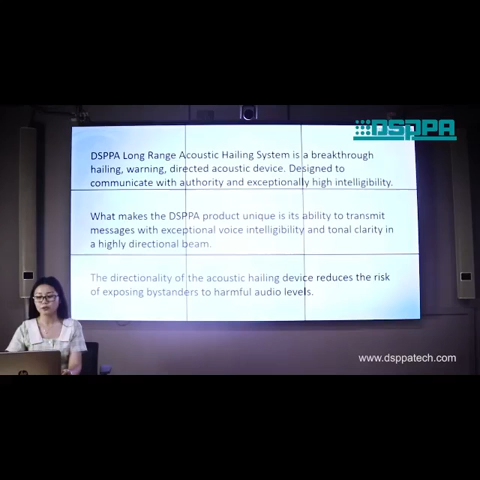 DSPPA
DSPPA Long Range Acoustic Hailing System is a breakthrough
hailing, warning, directed acoustic device. Designed to
communicate with authority and exceptionally high intelligibility.
What makes the DSPPA product unique is its ability to transmit
messages with exceptional voice intelligibility and tonal clarity in
a highly directional beam.
The directionality of the acoustic hailing device reduces the risk
of exposing bystanders to harmful audio levels.
www.dsppatech.com
hp